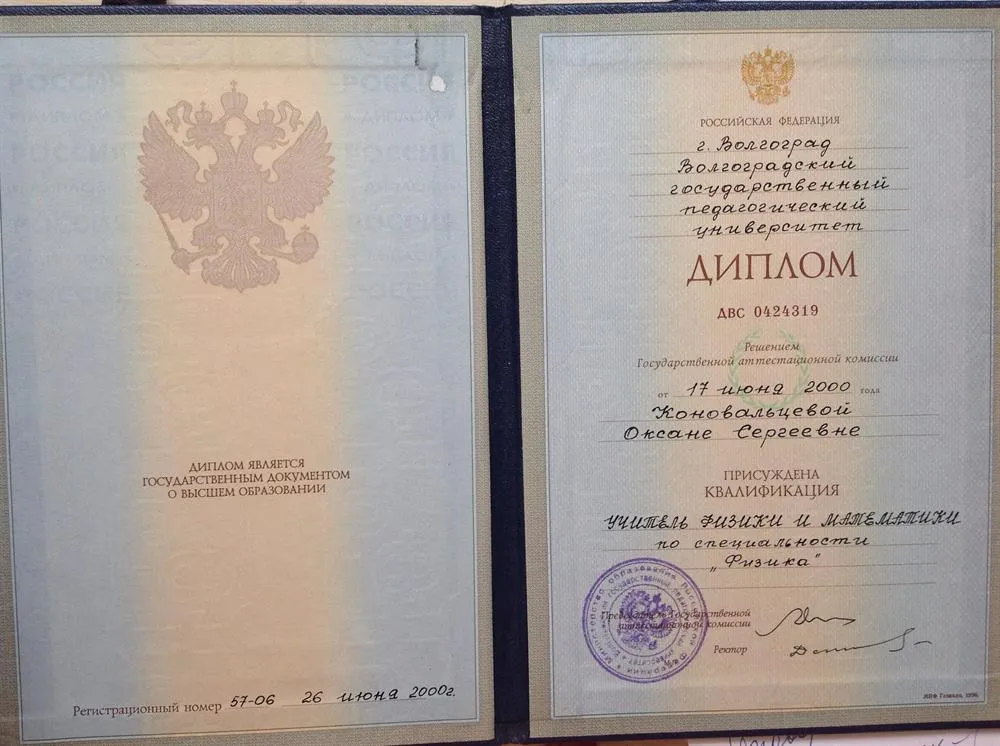 ДИПЛОМ ЯВЛЯЕТСЯ
ГОСУДАРСТВЕННЫМ ДОКУМЕНТОМ
О ВЫСШЕМ ОБРАЗОВАНИИ
Регистрационный номер 57-06 26 июня 2000г.
РОССИЙСКАЯ ФЕДЕРАЦИЯ
г. Волгоград
Волгоградский
государственный
педагогический
университет
ДИПЛОМ
ДВС 0424319
Решением
Государственной аттестационной комиссии
от 17 июня 2000 года
Коновальцевой
Оксане Сергеевне
ПРИСУЖДЕНА
КВАЛИФИКАЦИЯ
УЧИТЕЛЬ ФИЗИКИ И МАТЕМАТИКИ
по специальности
„Физика"
Председатель Государственной
аттестационной комиссии
Ректор